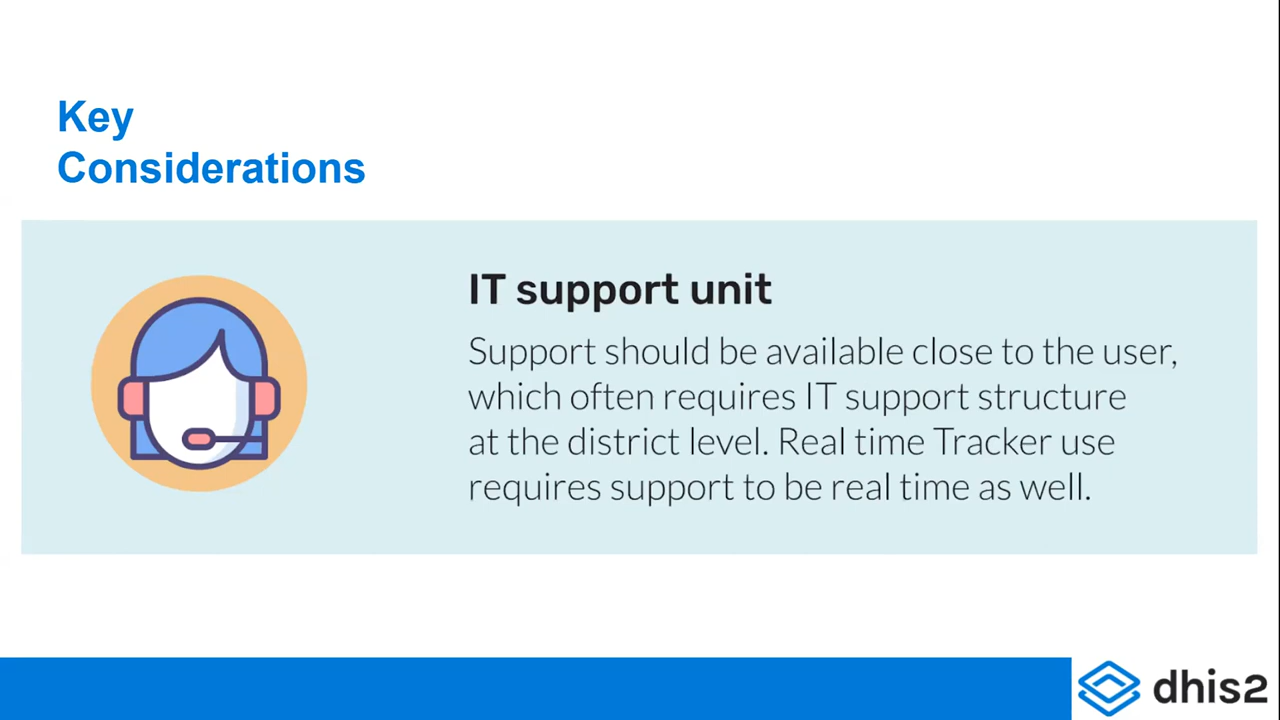 Key
Considerations
IT support unit
Support should be available close to the user,
which often requires IT support structure
at the district level. Real time Tracker use
requires support to be real time as well.
dhis2